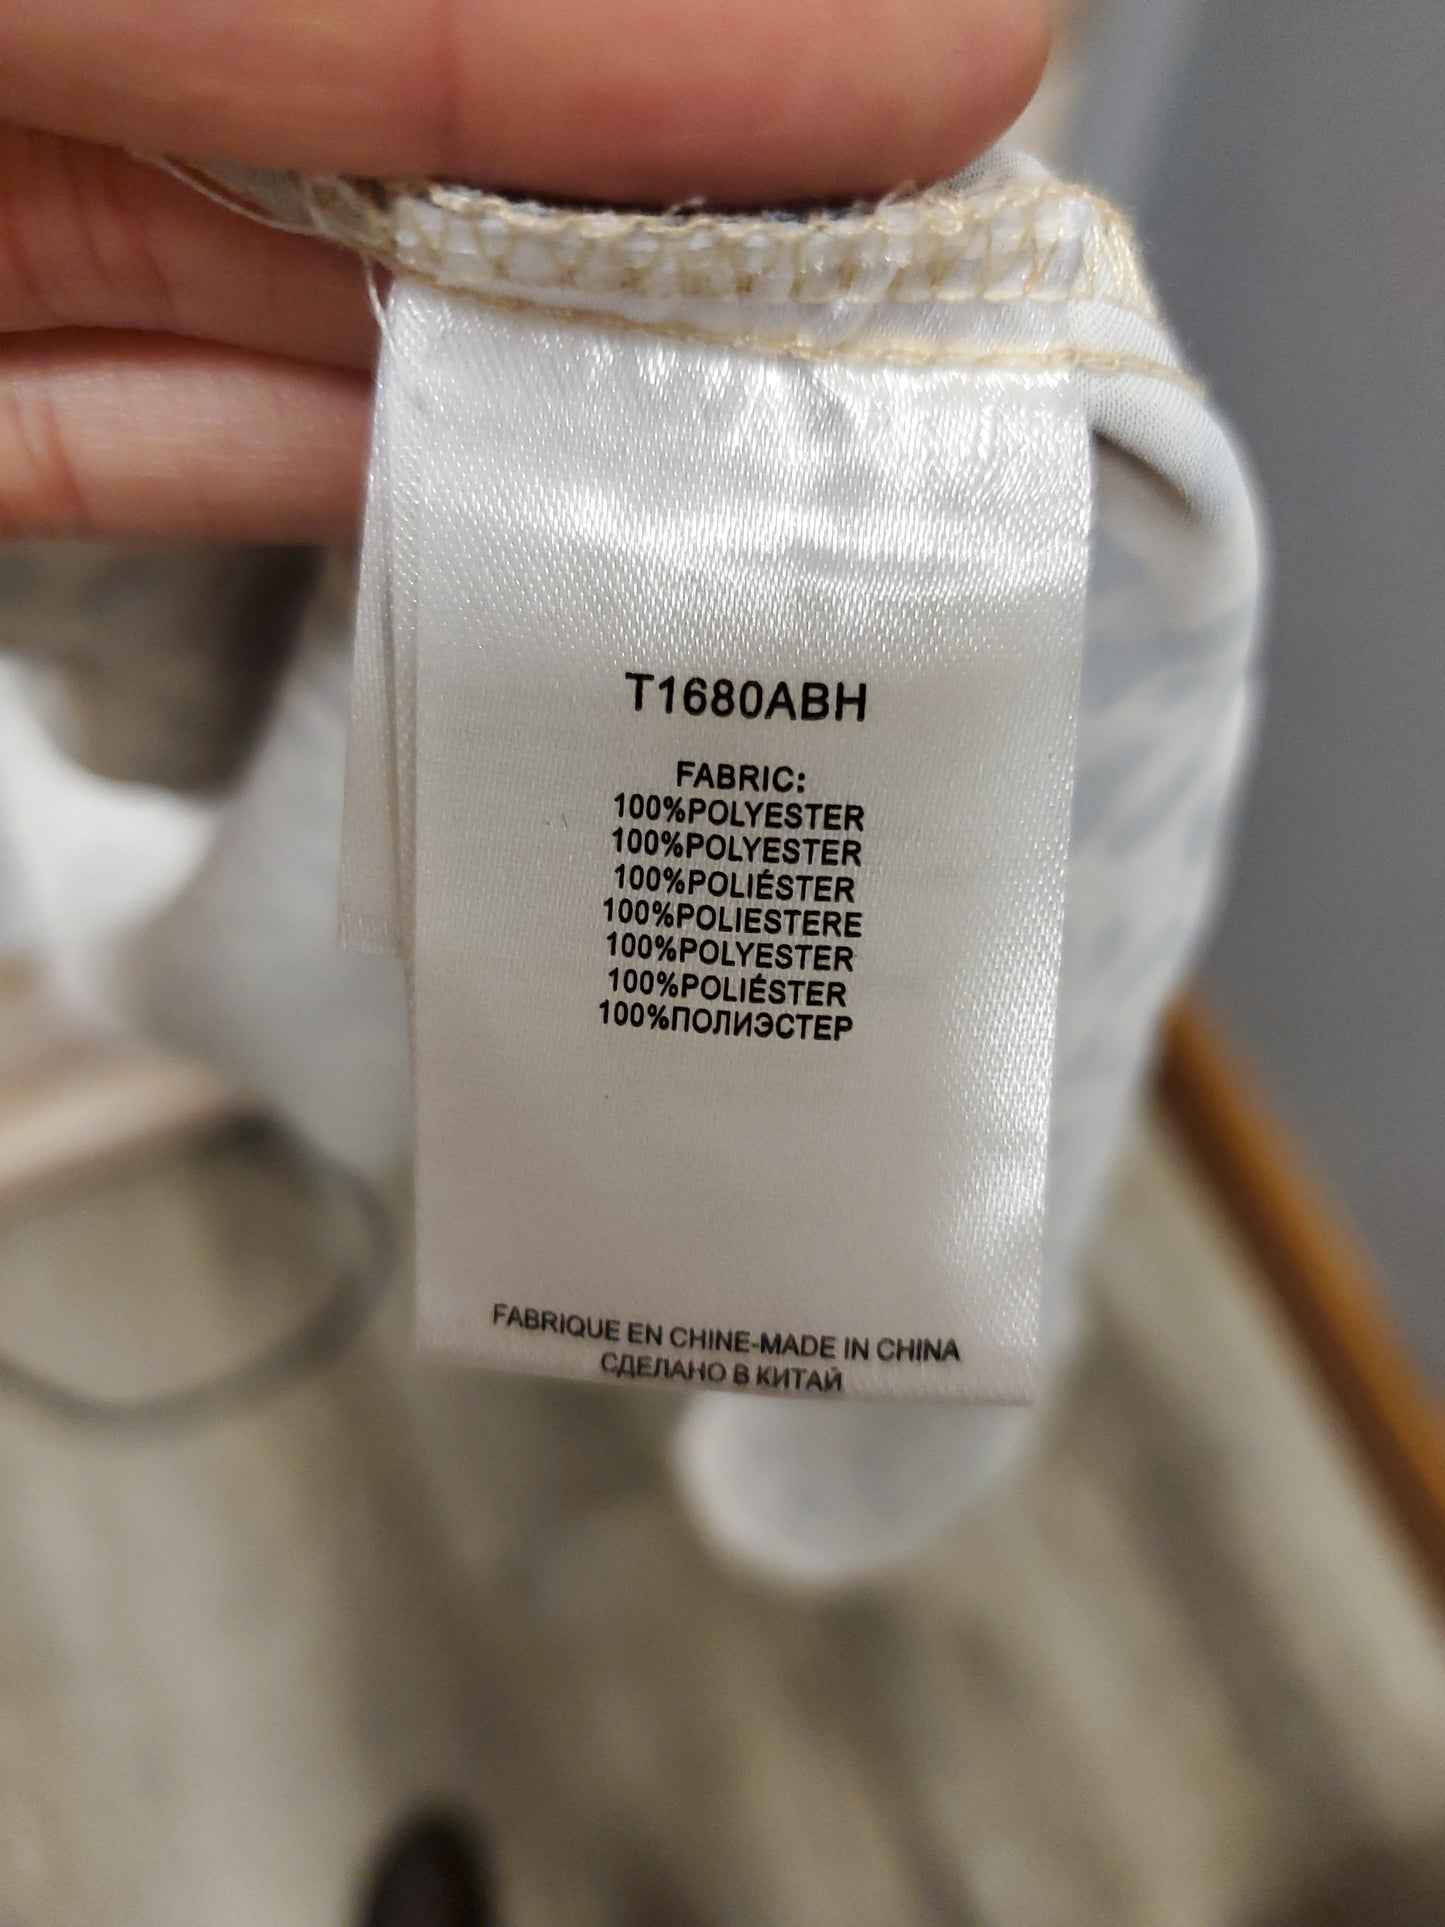 T1680ABH
FABRIC:
100%POLYESTER
100%POLYESTER
100%POLIÉSTER
100%POLIESTERE
100%POLYESTER
100%POLIÉSTER
100%ПОЛИЭСТЕР
FABRIQUE EN CHINE-MADE IN CHINA
СДЕЛАНО В КИТАЙ